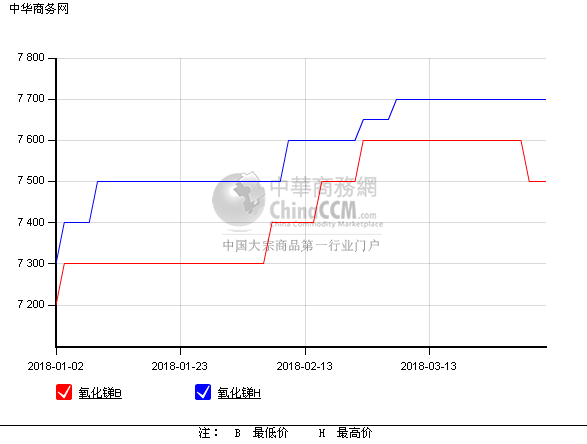 中华商务网
7 800
7 700
7 600
7 500
7 400
7 300
7 200
中華商務網
ChinaCCM.com
China Commodity Marketplace
中国大宗商品第一行业门户
2018-01-02 2018-01-23 2018-02-13 2018-03-13
氧化锑B 氧化锑H
注： B 最低价 H 最高价